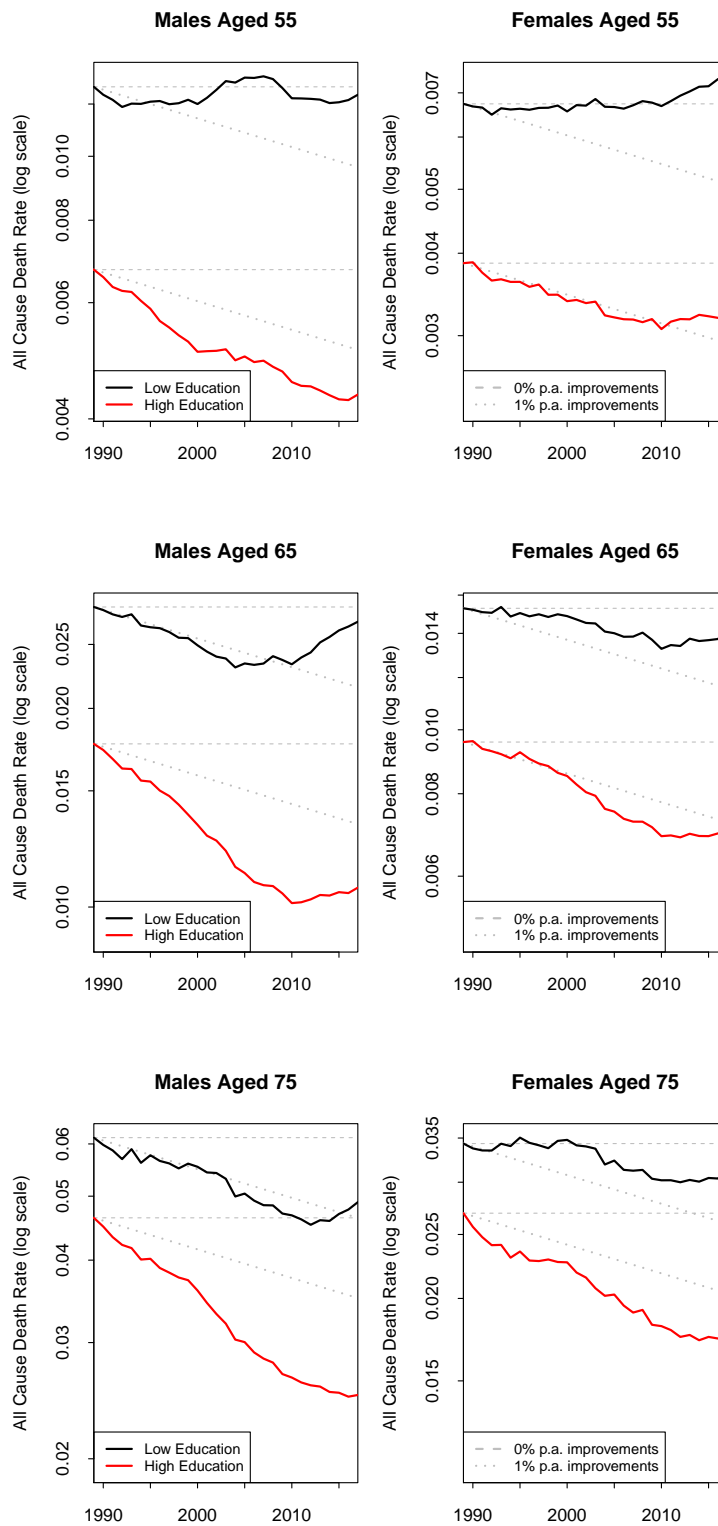 Males Aged 55
All Cause Death Rate (log scale)
0.010
0.008
0.006
0.004
Low Education
High Education
1990 2000 2010
Females Aged 55
All Cause Death Rate (log scale)
0.007
0.005
0.004
0.003
0% p.a. improvements
1% p.a. improvements
1990 2000 2010
Males Aged 65
All Cause Death Rate (log scale)
0.025
0.020
0.015
0.010
Low Education
High Education
1990 2000 2010
Females Aged 65
All Cause Death Rate (log scale)
0.014
0.010
0.008
0.006
0% p.a. improvements
1% p.a. improvements
1990 2000 2010
Males Aged 75
All Cause Death Rate (log scale)
0.06
0.05
0.04
0.03
0.02
Low Education
High Education
1990 2000 2010
Females Aged 75
All Cause Death Rate (log scale)
0.035
0.025
0.020
0.015
0% p.a. improvements
1% p.a. improvements
1990 2000 2010